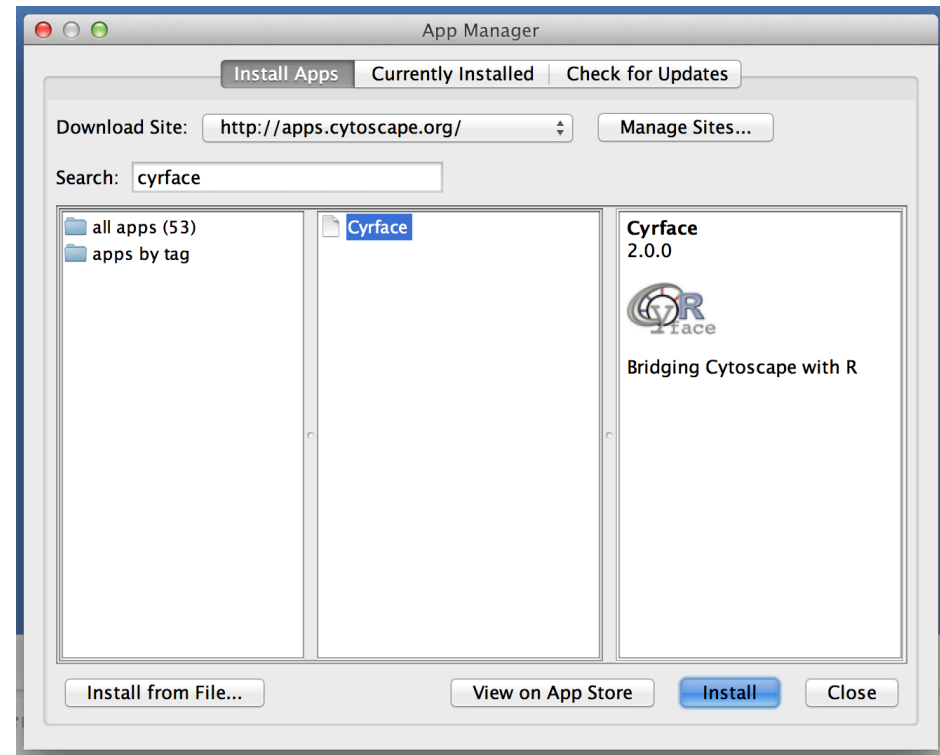 App Manager
Install Apps Currently Installed Check for Updates
Download Site: http://apps.cytoscape.org/ Manage Sites...
Search: cyrface
all apps (53)
apps by tag
Cyrface
Cyrface
2.0.0
CyRface
Bridging Cytoscape with R
Install from File... View on App Store Install Close